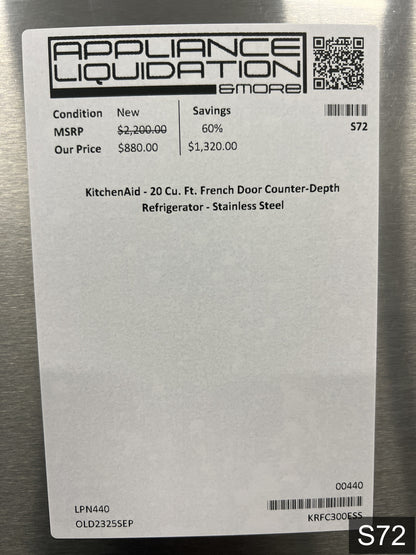 APPLIANCE
LIQUIDATION
&MORE
Condition New Savings
MSRP $2,200.00 60%
Our Price $880.00 $1,320.00
S72
KitchenAid - 20 Cu. Ft. French Door Counter-Depth
Refrigerator - Stainless Steel
00440
LPN440
OLD2325SEP KRFC300ESS
S72